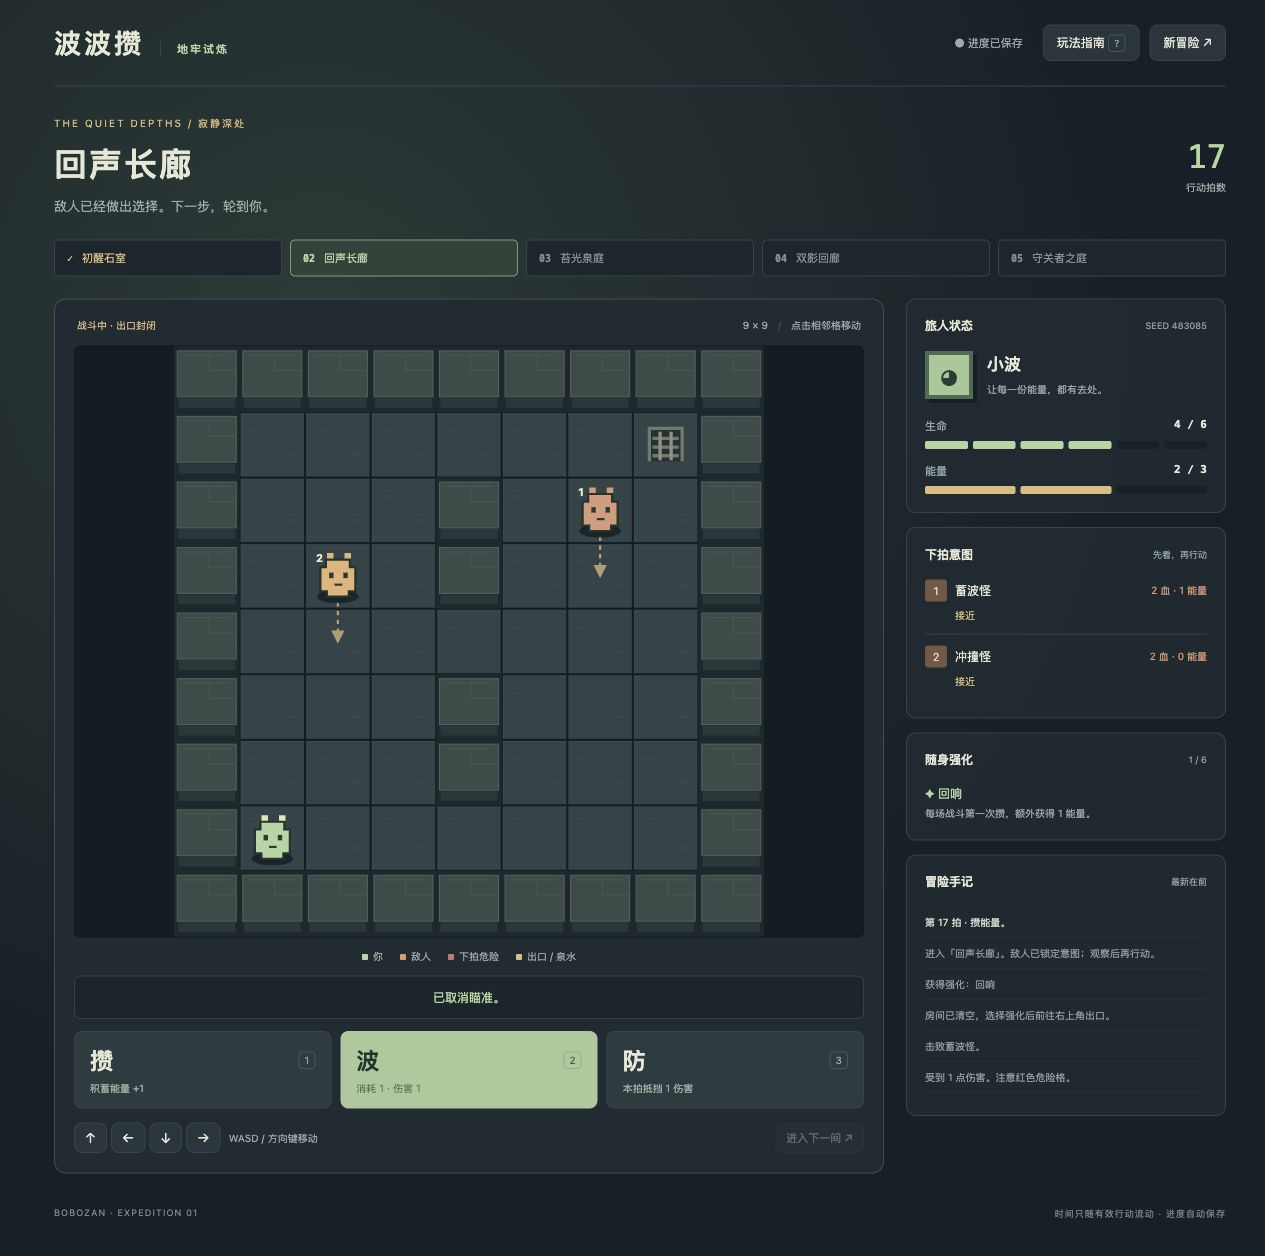 波波攒
地牢试炼
进度已保存
玩法指南 ?
新冒险 ↗
THE QUIET DEPTHS / 寂静深处
回声长廊
敌人已经做出选择。下一步，轮到你。
17
行动拍数
✓ 初醒石室
02 回声长廊
03 苔光泉庭
04 双影回廊
05 守关者之庭
战斗中 · 出口封闭
9 × 9 / 点击相邻格移动
1
2
你
敌人
下拍危险
出口 / 泉水
已取消瞄准。
攒 1
积蓄能量 +1
波 2
消耗 1 · 伤害 1
防 3
本拍抵挡 1 伤害
↑ ← ↓ → WASD / 方向键移动
进入下一间 ↗
旅人状态
SEED 483085
小波
让每一份能量，都有去处。
生命 4 / 6
能量 2 / 3
下拍意图
先看，再行动
1 蓄波怪 2 血 · 1 能量
接近
2 冲撞怪 2 血 · 0 能量
接近
随身强化
1 / 6
✦ 回响
每场战斗第一次攒，额外获得 1 能量。
冒险手记
最新在前
第 17 拍 · 攒能量。
进入「回声长廊」。敌人已锁定意图；观察后再行动。
获得强化：回响
房间已清空，选择强化后前往右上角出口。
击败蓄波怪。
受到 1 点伤害。注意红色危险格。
BOBOZAN · EXPEDITION 01
时间只随有效行动流动 · 进度自动保存